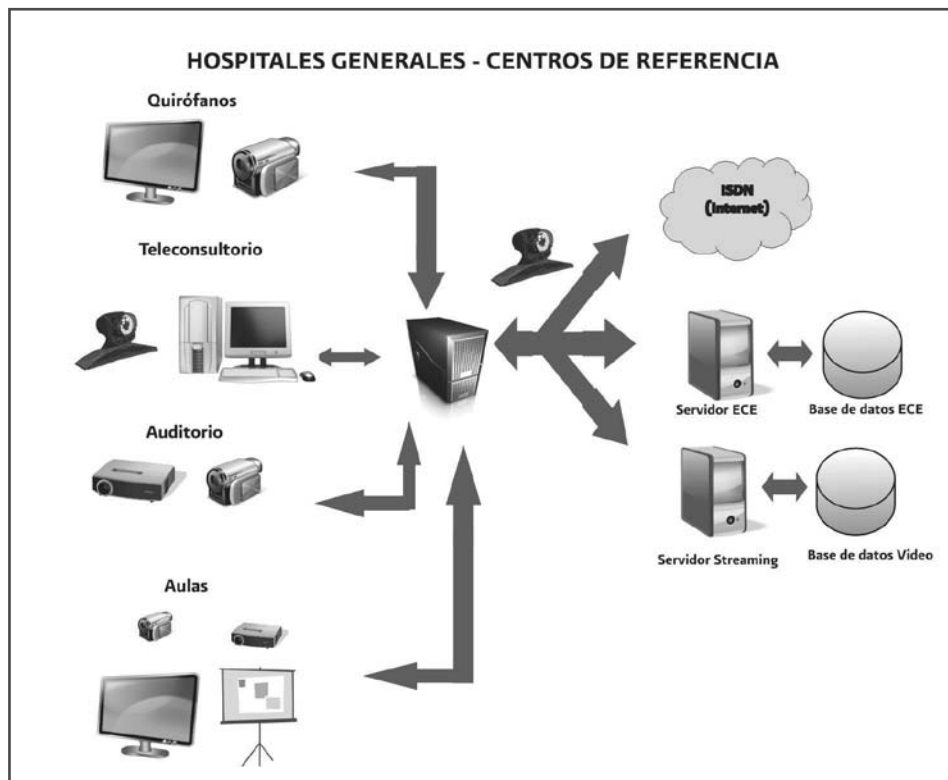 HOSPITALES GENERALES - CENTROS DE REFERENCIA
Quirófanos
ISDN
(Internet)
Teleconsultorio
Servidor ECE
Base de datos ECE
Auditorio
Servidor Streaming
Base de datos Video
Aulas